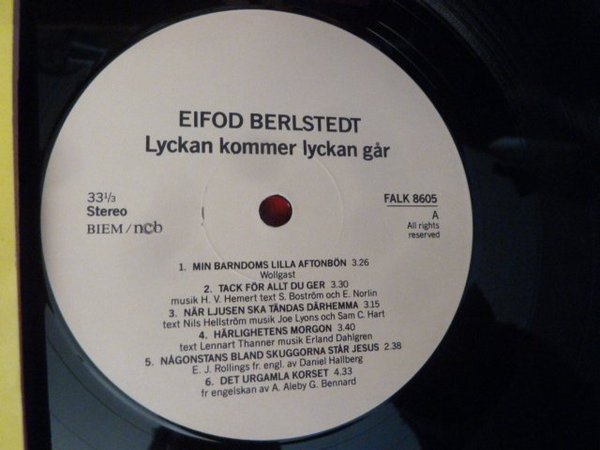 EIFOD BERLSTEDT
Lyckan kommer lyckan går
33⅓
Stereo
BIEM/ncb
FALK 8605
A
All rights
reserved
1. MIN BARNDOMS LILLA AFTONBÖN 3.26
Wollgast
2. TACK FÖR ALLT DU GER 3.30
musik H. V. Hemert text S. Boström och E. Norlin
3. NÄR LJUSEN SKA TÄNDAS DÄRHEMMA 3.15
text Nils Hellström musik Joe Lyons och Sam C. Hart
4. HÄRLIGHETENS MORGON 3.40
text Lennart Thanner musik Erland Dahlgren
5. NÅGONSTANS BLAND SKUGGORNA STÅR JESUS 2.38
E. J. Rollings fr. engl. av Daniel Hallberg
6. DET URGAMLA KORSET 4.33
fr engelskan av A. Aleby G. Bennard